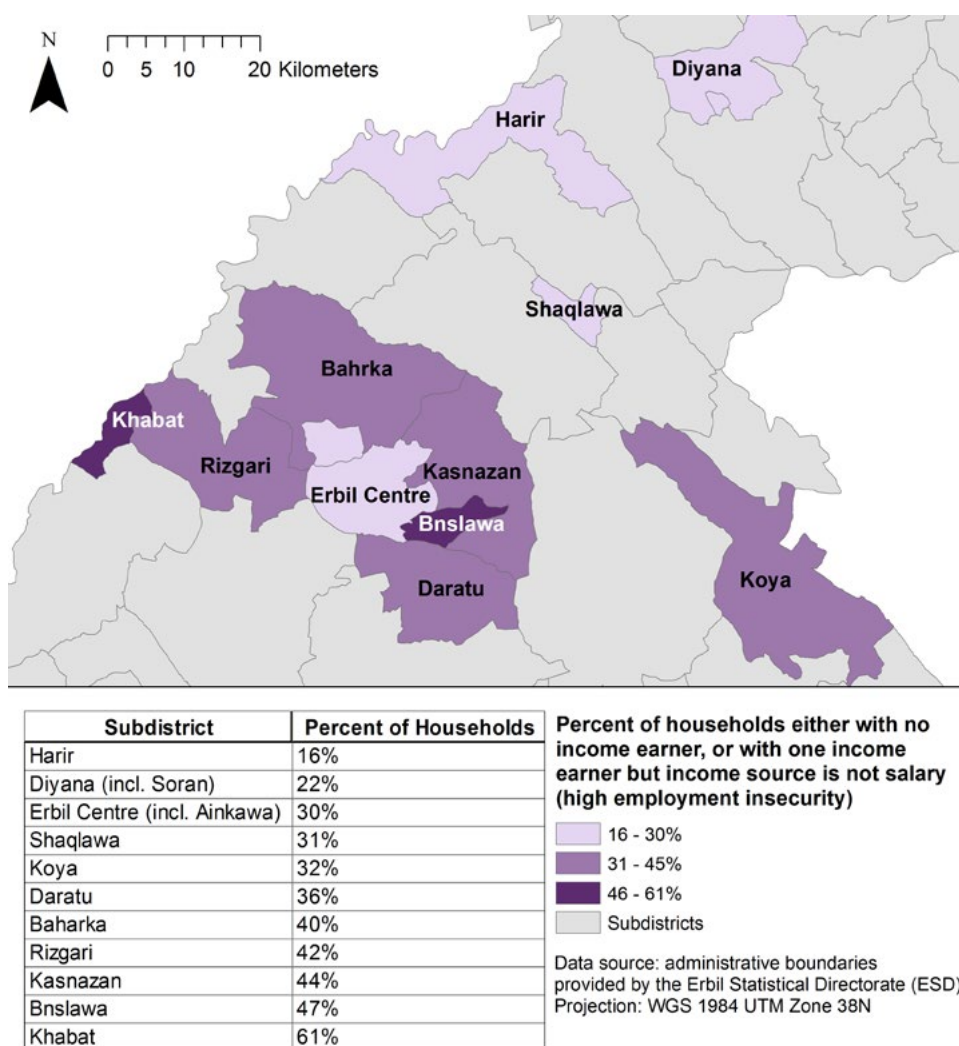 N
0 5 10 20 Kilometers
Diyana
Harir
Shaqlawa
Bahrka
Khabat
Rizgari
Kasnazan
Erbil Centre
Bnslawa
Daratu
Koya
Subdistrict Percent of Households
Harir 16%
Diyana (incl. Soran) 22%
Erbil Centre (incl. Ainkawa) 30%
Shaqlawa 31%
Koya 32%
Daratu 36%
Baharka 40%
Rizgari 42%
Kasnazan 44%
Bnslawa 47%
Khabat 61%
Percent of households either with no
income earner, or with one income
earner but income source is not salary
(high employment insecurity)
16 - 30%
31 - 45%
46 - 61%
Subdistricts
Data source: administrative boundaries
provided by the Erbil Statistical Directorate (ESD)
Projection: WGS 1984 UTM Zone 38N